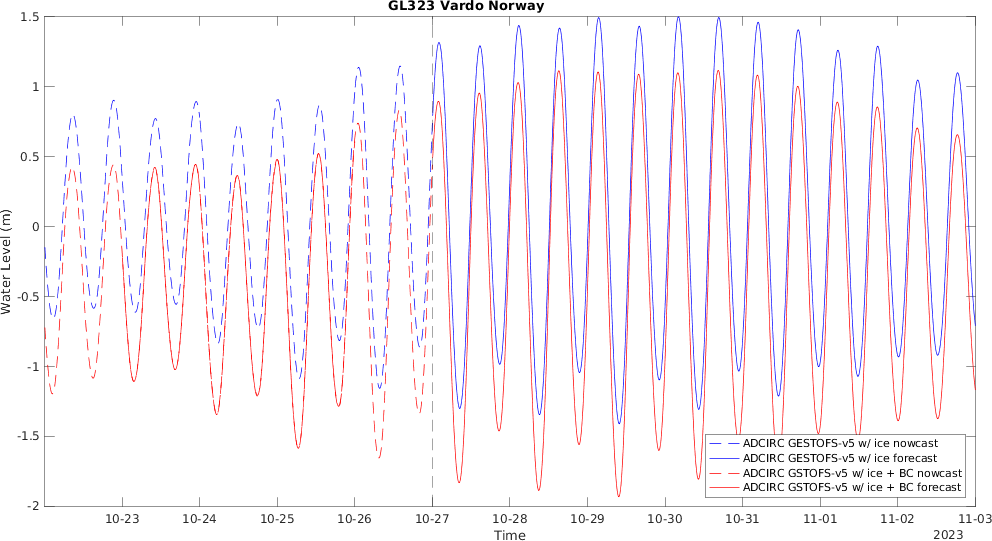 GL323 Vardo Norway
1.5
1
0.5
0
-0.5
-1
-1.5
-2
Water Level (m)
ADCIRC GESTOFS-v5 w/ ice nowcast
ADCIRC GESTOFS-v5 w/ ice forecast
ADCIRC GSTOFS-v5 w/ ice + BC nowcast
ADCIRC GSTOFS-v5 w/ ice + BC forecast
10-23 10-24 10-25 10-26 10-27 10-28 10-29 10-30 10-31 11-01 11-02 11-03
Time
2023